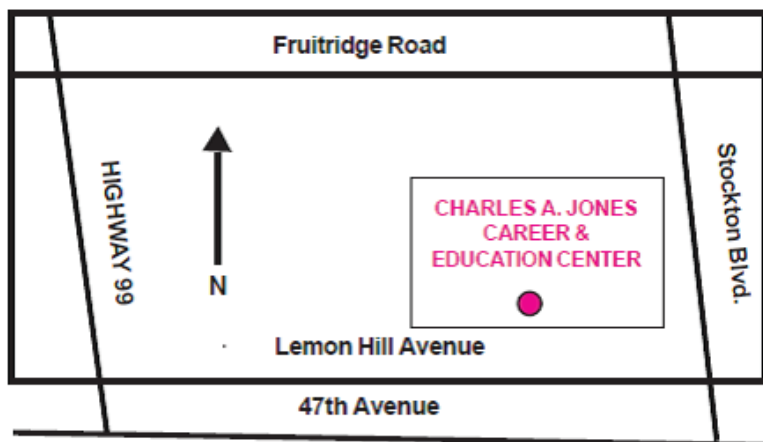 Fruitridge Road
HIGHWAY 99
N
CHARLES A. JONES
CAREER &
EDUCATION CENTER
Stockton Blvd.
Lemon Hill Avenue
47th Avenue